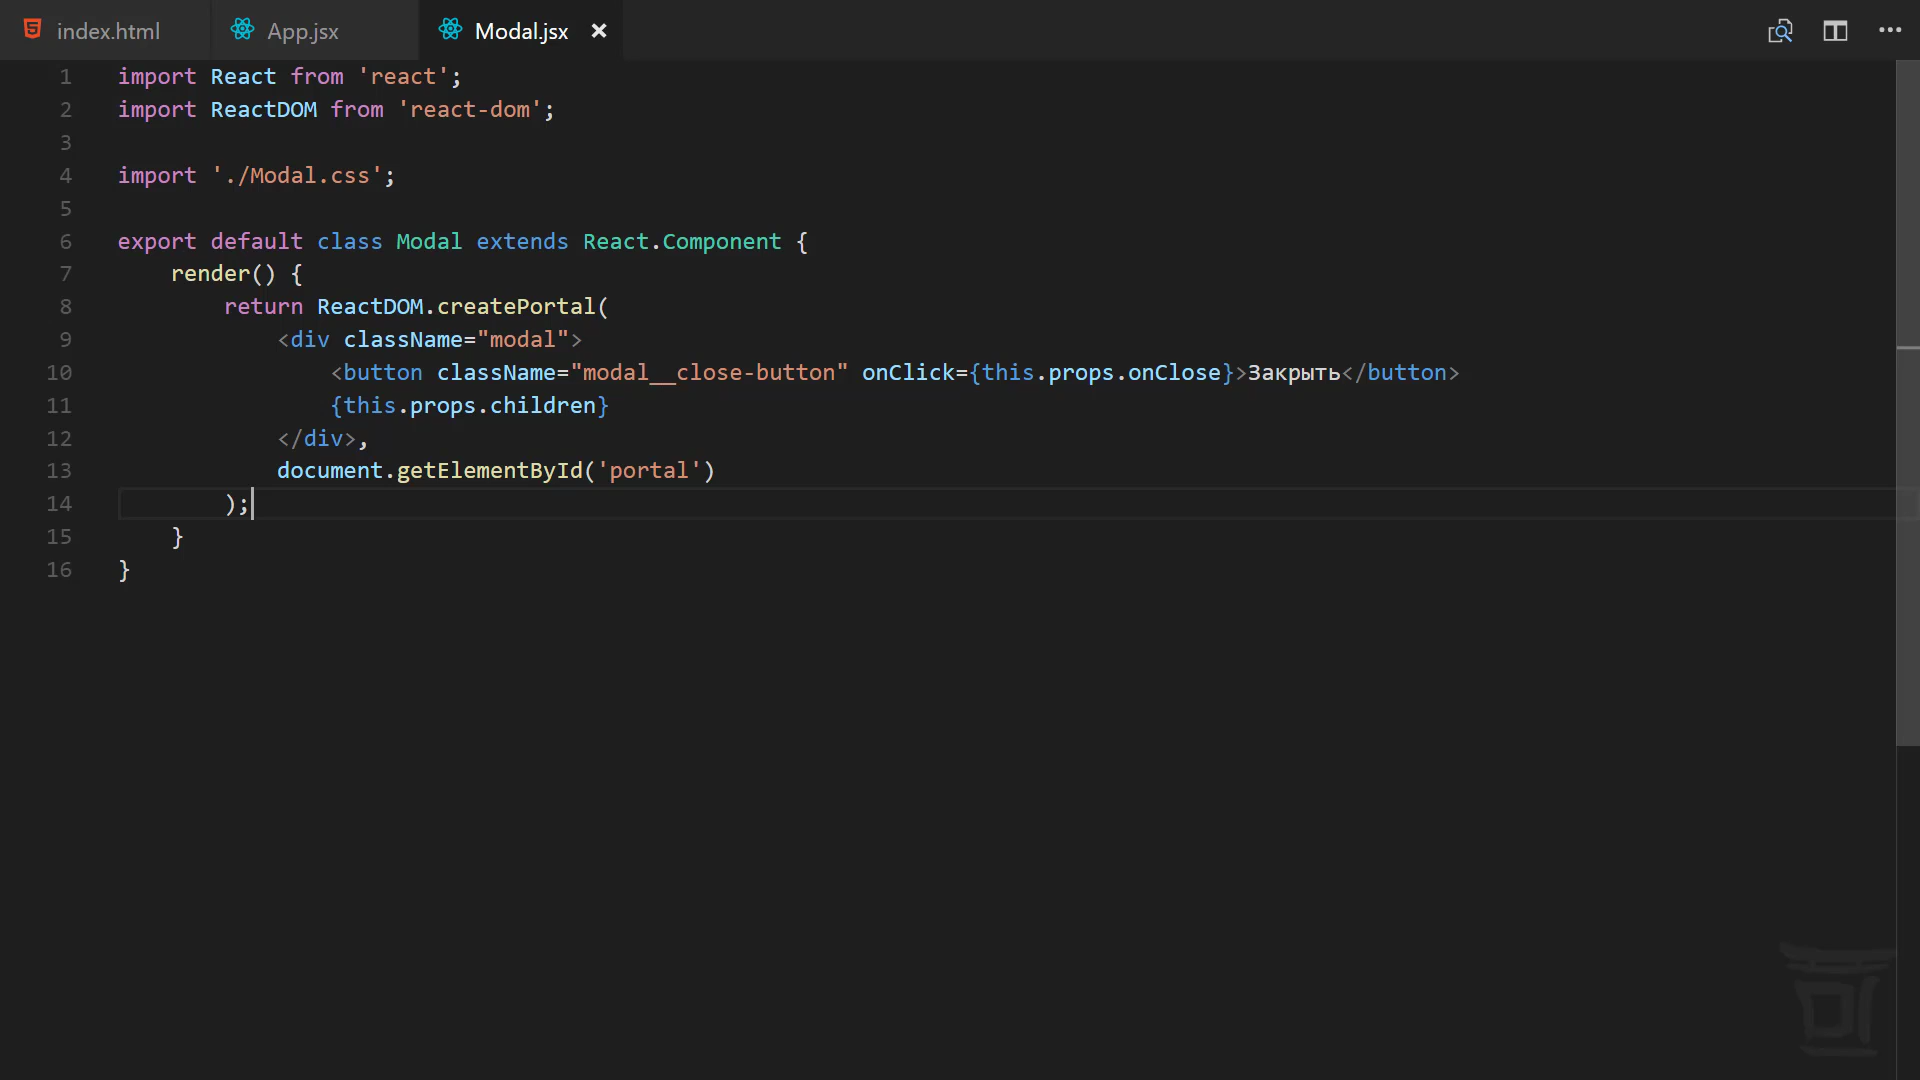 index.html App.jsx Modal.jsx
1 import React from 'react';
2 import ReactDOM from 'react-dom';
3
4 import './Modal.css';
5
6 export default class Modal extends React.Component {
7 render() {
8 return ReactDOM.createPortal(
9 <div className="modal">
10 <button className="modal__close-button" onClick={this.props.onClose}>Закрыть</button>
11 {this.props.children}
12 </div>,
13 document.getElementById('portal')
14 );
15 }
16 }